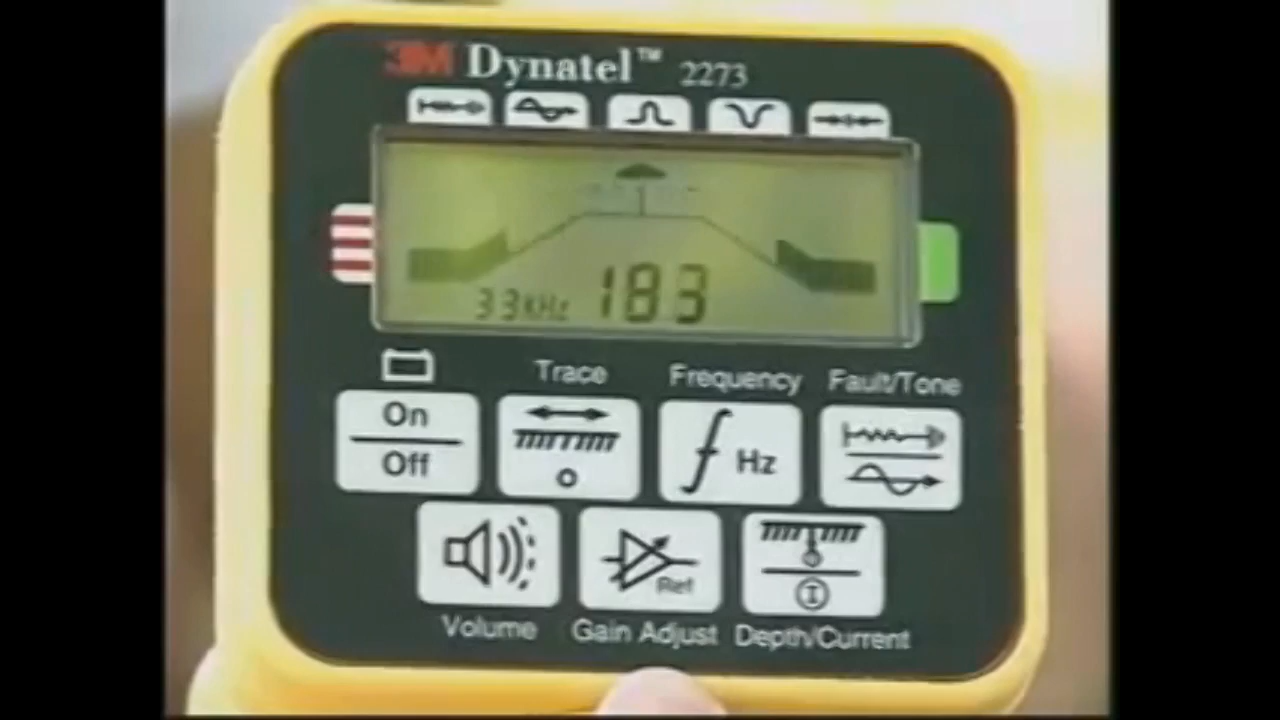 3M Dynatel™ 2273
33KHz 183
Trace Frequency Fault/Tone
On
Off
Hz
Ref
I
Volume Gain Adjust Depth/Current